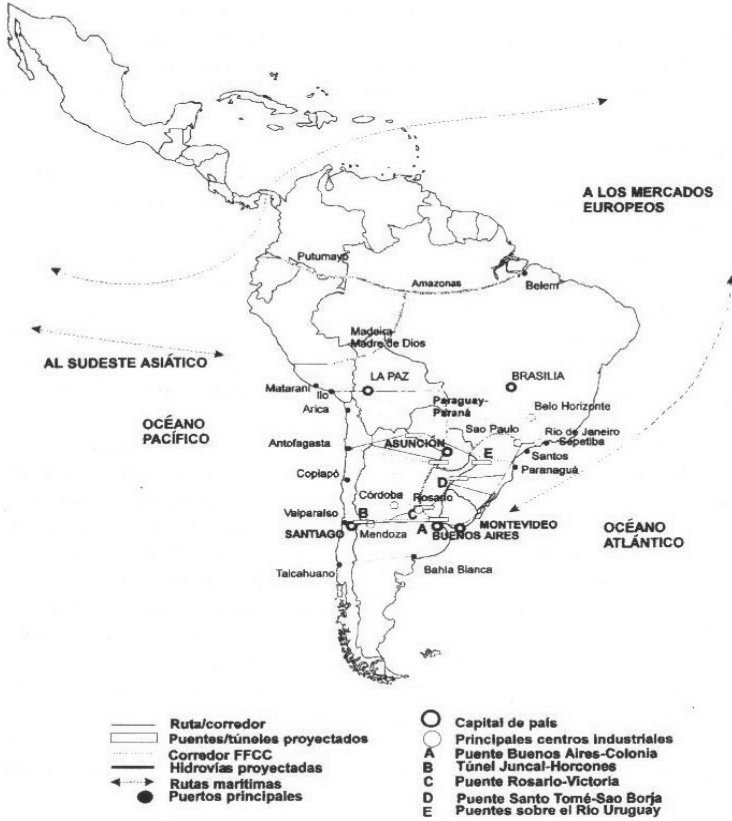 A LOS MERCADOS
EUROPEOS
Putumayo
Amazonas
Belem
AL SUDESTE ASIÁTICO
Madeira-
Madre de Dios
LA PAZ
BRASILIA
Matarani
Ilo
Arica
Paraguay-
Paraná
Belo Horizonte
OCÉANO
PACÍFICO
Sao Paulo
Rio de Janeiro
Sepetiba
Antofagasta
ASUNCIÓN
E
Santos
Paranaguá
Copiapó
D
Córdoba
Rosario
Valparaíso
B
C
MONTEVIDEO
SANTIAGO
Mendoza
A
BUENOS AIRES
OCÉANO
ATLÁNTICO
Talcahuano
Bahía Blanca
Ruta/corredor
Puentes/túneles proyectados
Corredor FFCC
Hidrovías proyectadas
Rutas marítimas
Puertos principales
Capital de país
Principales centros industriales
A Puente Buenos Aires-Colonia
B Túnel Juncal-Horcones
C Puente Rosario-Victoria
D Puente Santo Tomé-Sao Borja
E Puentes sobre el Río Uruguay